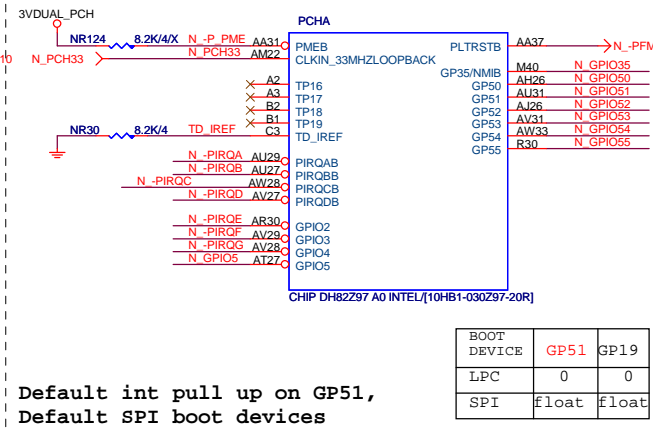 3VDUAL_PCH
PCHA
NR124 8.2K/4/X N_-P_PME AA31 PMEB PLTRSTB AA37 N_-PFM
10 N_PCH33 AM22 CLKIN_33MHZLOOPBACK
GP35/NMIB M40 N_GPIO35
A2 TP16 GP50 AH26 N_GPIO50
A3 TP17 GP51 AU31 N_GPIO51
B2 TP18 GP52 AJ26 N_GPIO52
B1 TP19 GP53 AV31 N_GPIO53
NR30 8.2K/4 TD_IREF C3 TD_IREF GP54 AW33 N_GPIO54
GP55 R30 N_GPIO55
N_-PIRQA AU29 PIRQAB
N_-PIRQB AU27 PIRQBB
N_-PIRQC AW28 PIRQCB
N_-PIRQD AV27 PIRQDB
N_-PIRQE AR30 GPIO2
N_-PIRQF AV29 GPIO3
N_-PIRQG AV28 GPIO4
N_GPIO5 AT27 GPIO5
CHIP DH82Z97 A0 INTEL/[10HB1-030Z97-20R]
BOOT
DEVICE GP51 GP19
LPC 0 0
SPI float float
Default int pull up on GP51,
Default SPI boot devices